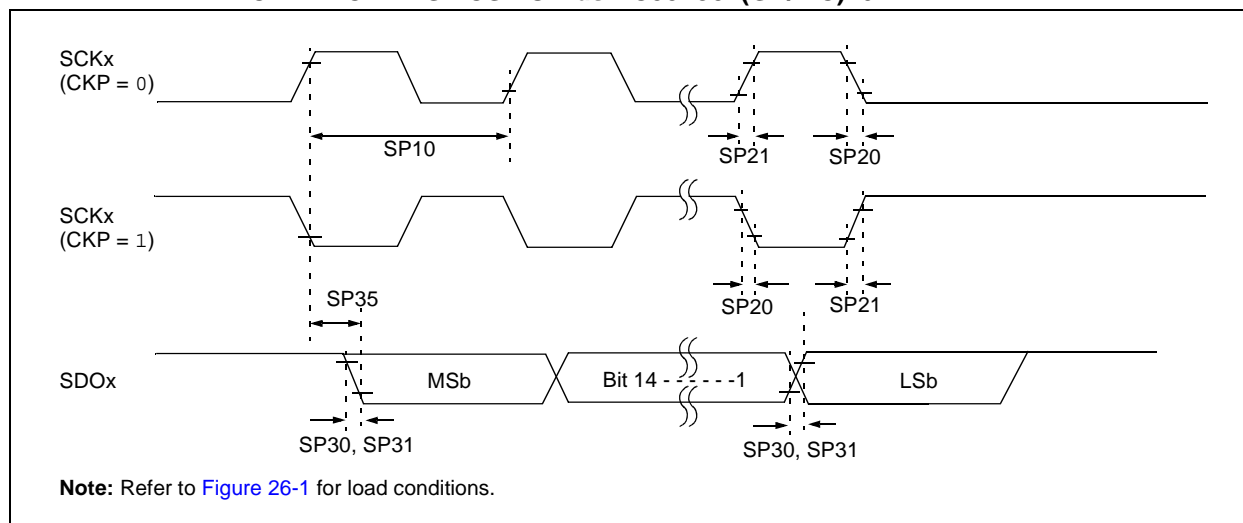 SCKx
(CKP = 0)
SP10
SP21
SP20
SCKx
(CKP = 1)
SP35
SP20
SP21
SDOx
MSb
Bit 14 - - - - - -1
LSb
SP30, SP31
SP30, SP31
Note: Refer to Figure 26-1 for load conditions.